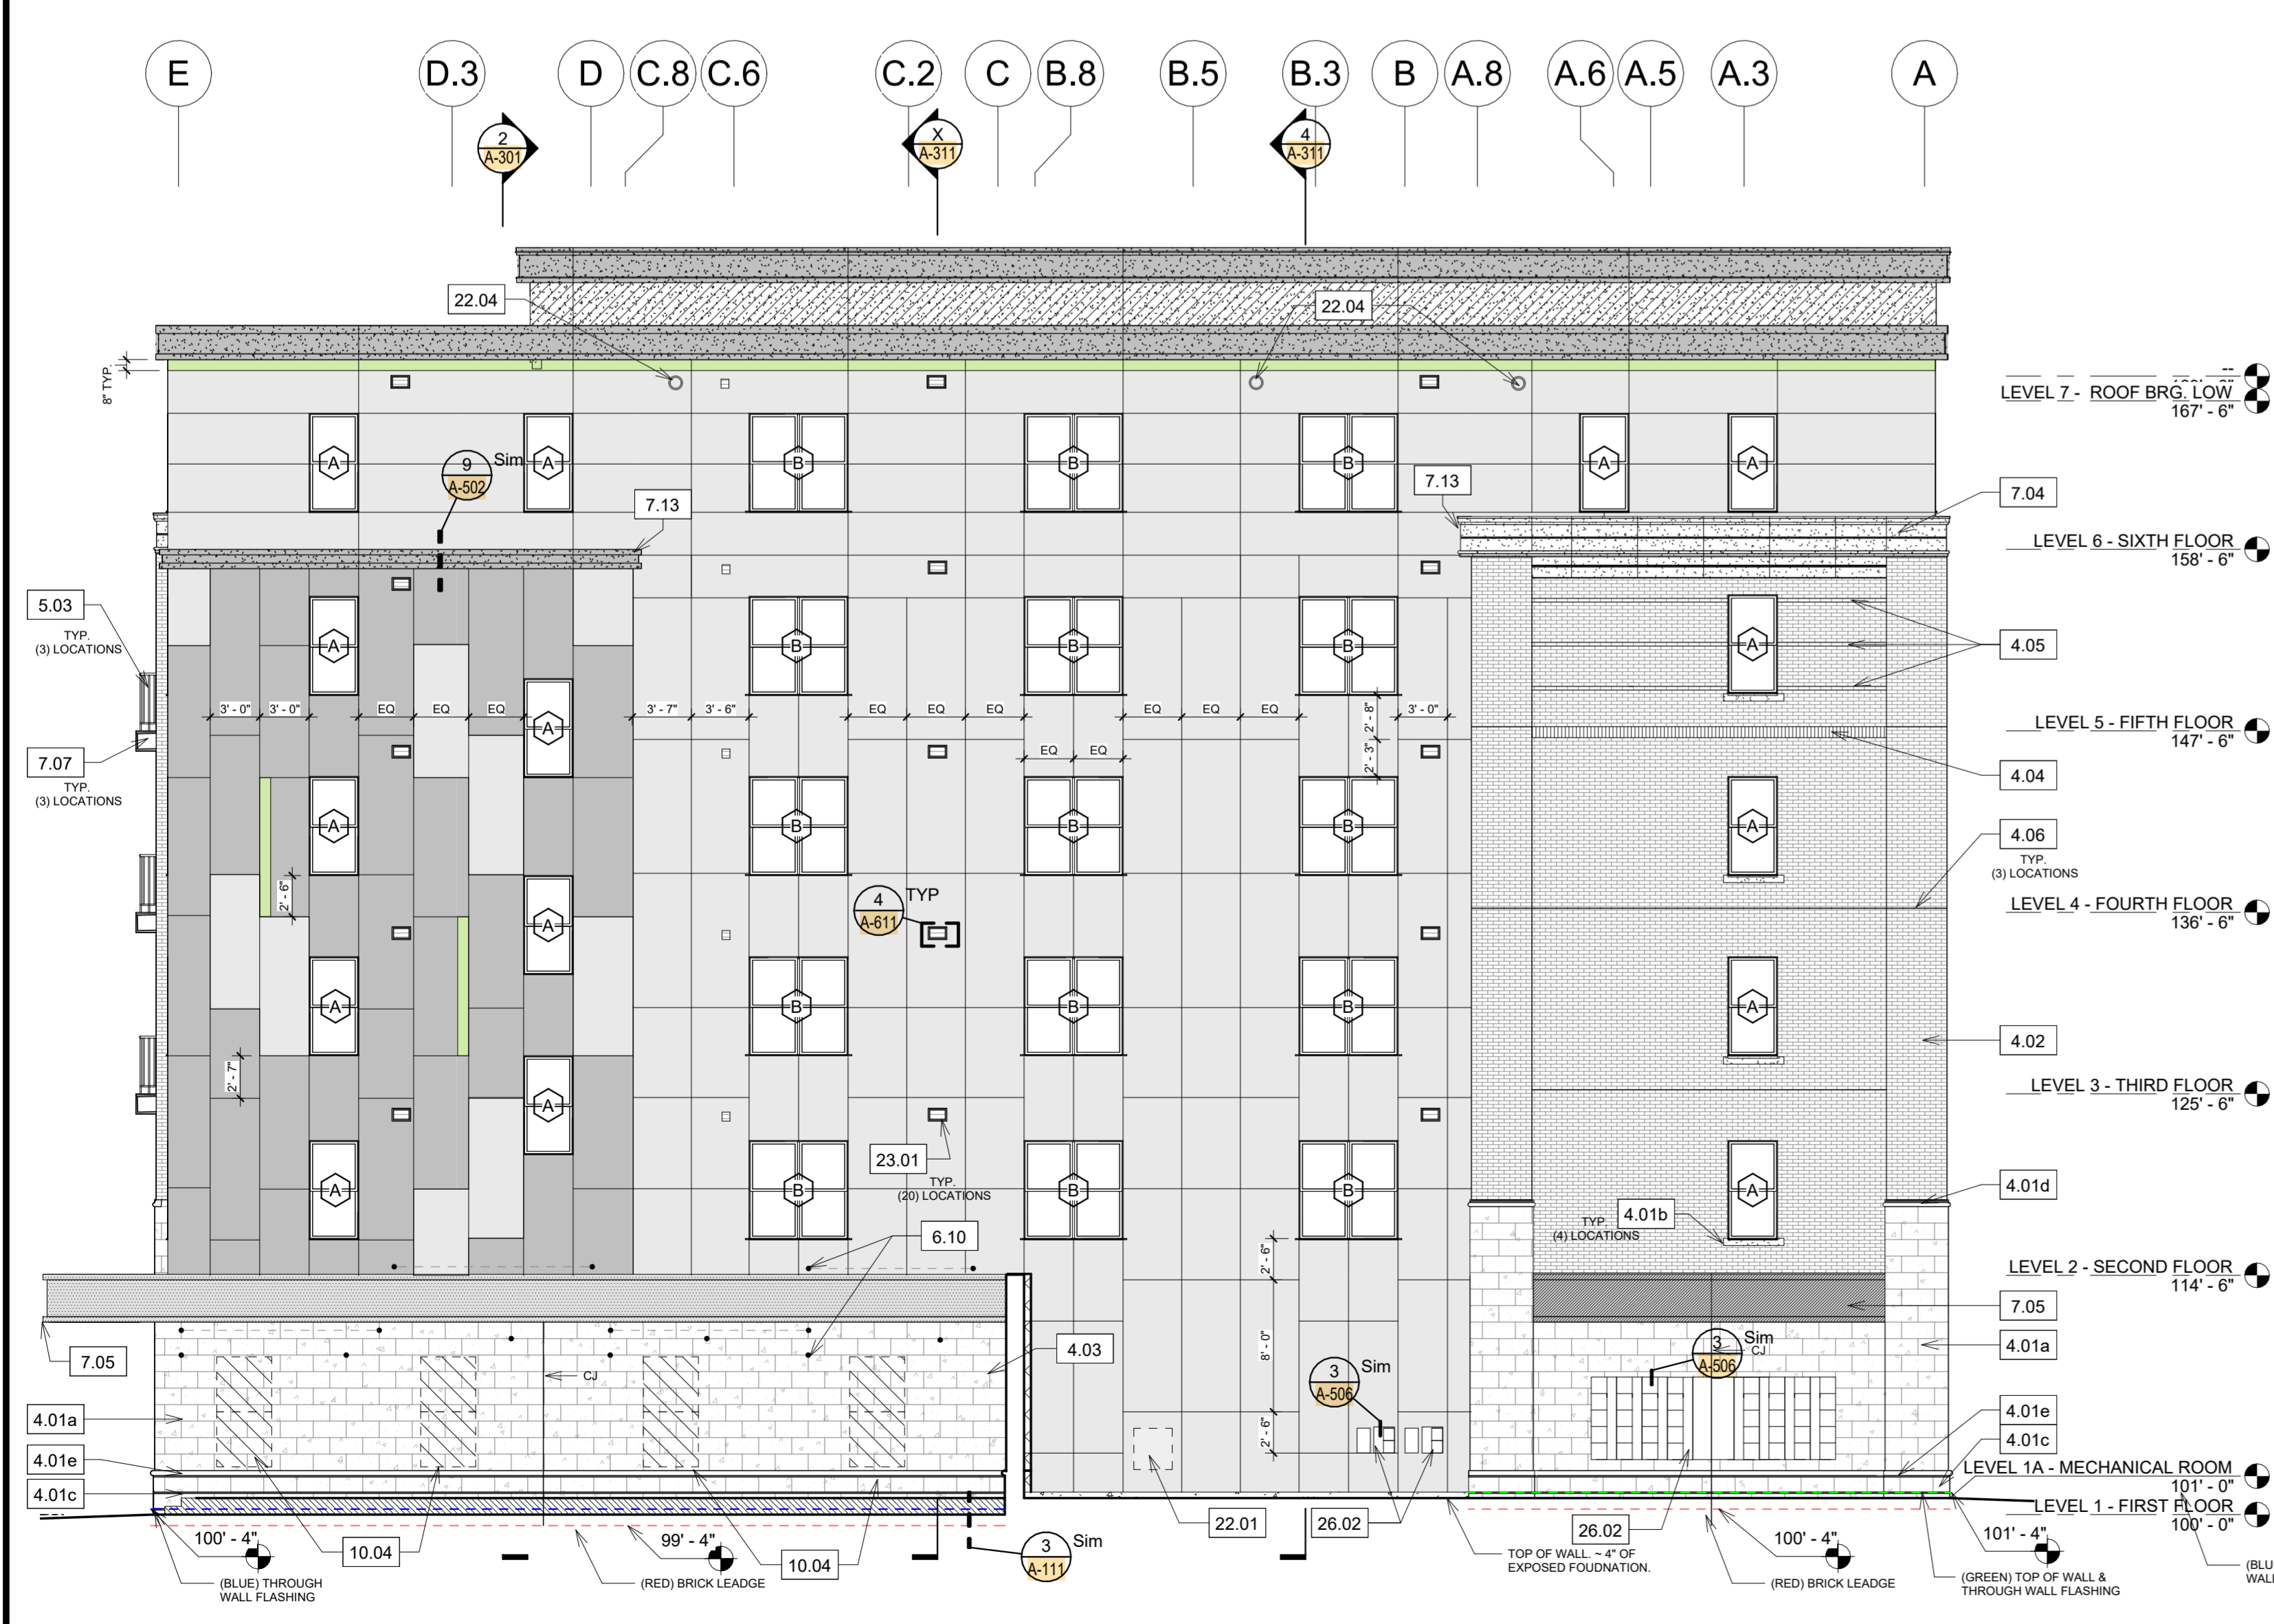 E
D.3
D
C.8
C.6
C.2
C
B.8
B.5
B.3
B
A.8
A.6
A.5
A.3
A
2
A-301
X
A-311
4
A-311
22.04
22.04
8" TYP.
--
LEVEL 7 - ROOF BRG. LOW
167' - 6"
A
A
B
B
B
A
A
9
A-502
Sim
7.13
7.13
7.04
LEVEL 6 - SIXTH FLOOR
158' - 6"
5.03
TYP.
(3) LOCATIONS
A
B
B
B
A
4.05
3' - 0"
3' - 0"
EQ
EQ
EQ
3' - 7"
3' - 6"
EQ
EQ
EQ
EQ
EQ
EQ
2' - 8"
3' - 0"
A
EQ
EQ
2' - 3"
LEVEL 5 - FIFTH FLOOR
147' - 6"
7.07
TYP.
(3) LOCATIONS
4.04
A
B
B
B
A
4.06
TYP.
(3) LOCATIONS
2' - 6"
4
A-611
TYP
A
LEVEL 4 - FOURTH FLOOR
136' - 6"
A
B
B
B
A
4.02
2' - 7"
A
LEVEL 3 - THIRD FLOOR
125' - 6"
23.01
TYP.
(20) LOCATIONS
A
B
B
B
A
4.01d
4.01b
TYP.
(4) LOCATIONS
6.10
2' - 6"
LEVEL 2 - SECOND FLOOR
114' - 6"
7.05
7.05
4.03
8' - 0"
3
A-506
Sim
CJ
4.01a
CJ
3
A-506
Sim
4.01a
4.01e
4.01c
2' - 6"
4.01e
4.01c
LEVEL 1A - MECHANICAL ROOM
101' - 0"
LEVEL 1 - FIRST FLOOR
100' - 0"
100' - 4"
10.04
99' - 4"
10.04
3
A-111
Sim
22.01
26.02
26.02
100' - 4"
101' - 4"
(BLUE) THROUGH
WALL FLASHING
(RED) BRICK LEADGE
TOP OF WALL. ~ 4" OF
EXPOSED FOUDNATION.
(RED) BRICK LEADGE
(GREEN) TOP OF WALL &
THROUGH WALL FLASHING
(BLU
WAL